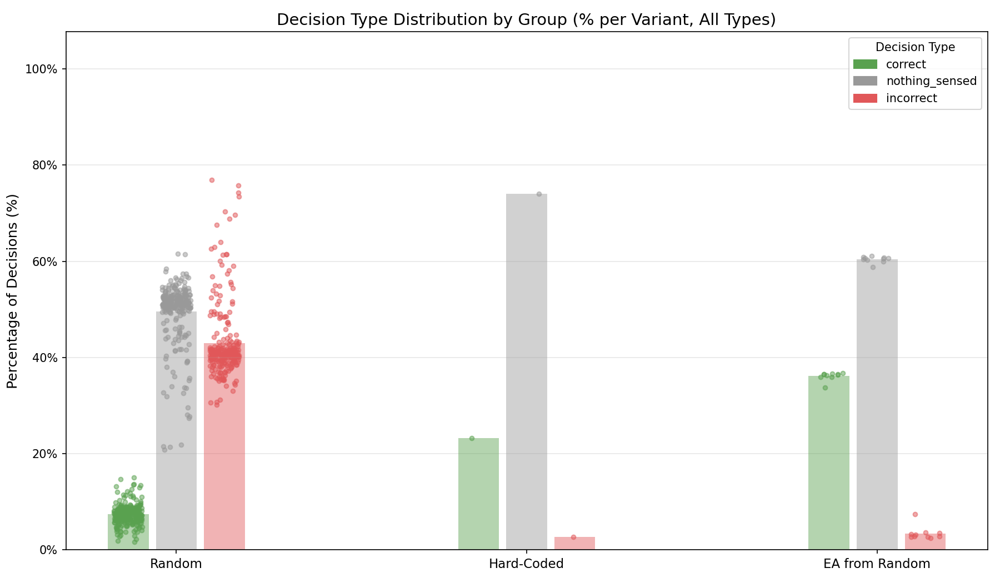 Decision Type Distribution by Group (% per Variant, All Types)
Decision Type
correct
nothing_sensed
incorrect
Percentage of Decisions (%)
100%
80%
60%
40%
20%
0%
Random
Hard-Coded
EA from Random